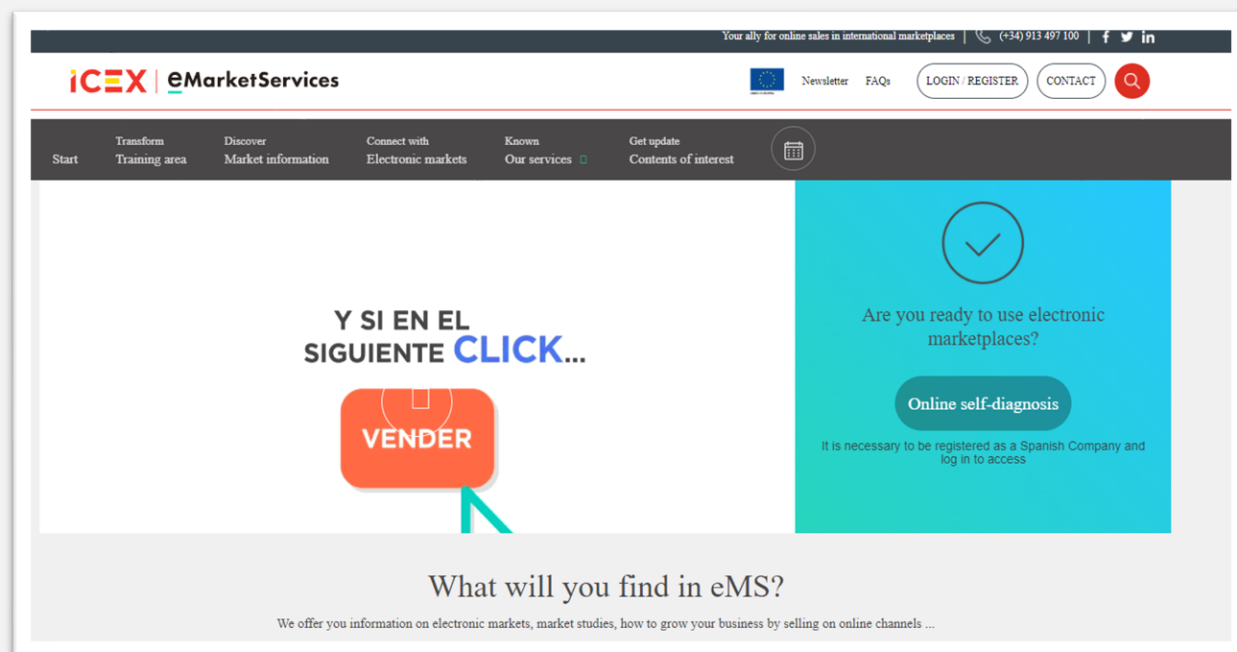 Your ally for online sales in international marketplaces | (+34) 913 497 100 |
iCEX | eMarketServices
Newsletter FAQs LOGIN / REGISTER CONTACT
Start
Transform
Training area
Discover
Market information
Connect with
Electronic markets
Known
Our services
Get update
Contents of interest
Y SI EN EL
SIGUIENTE CLICK...
VENDER
Are you ready to use electronic
marketplaces?
Online self-diagnosis
It is necessary to be registered as a Spanish Company and
log in to access
What will you find in eMS?
We offer you information on electronic markets, market studies, how to grow your business by selling on online channels ...